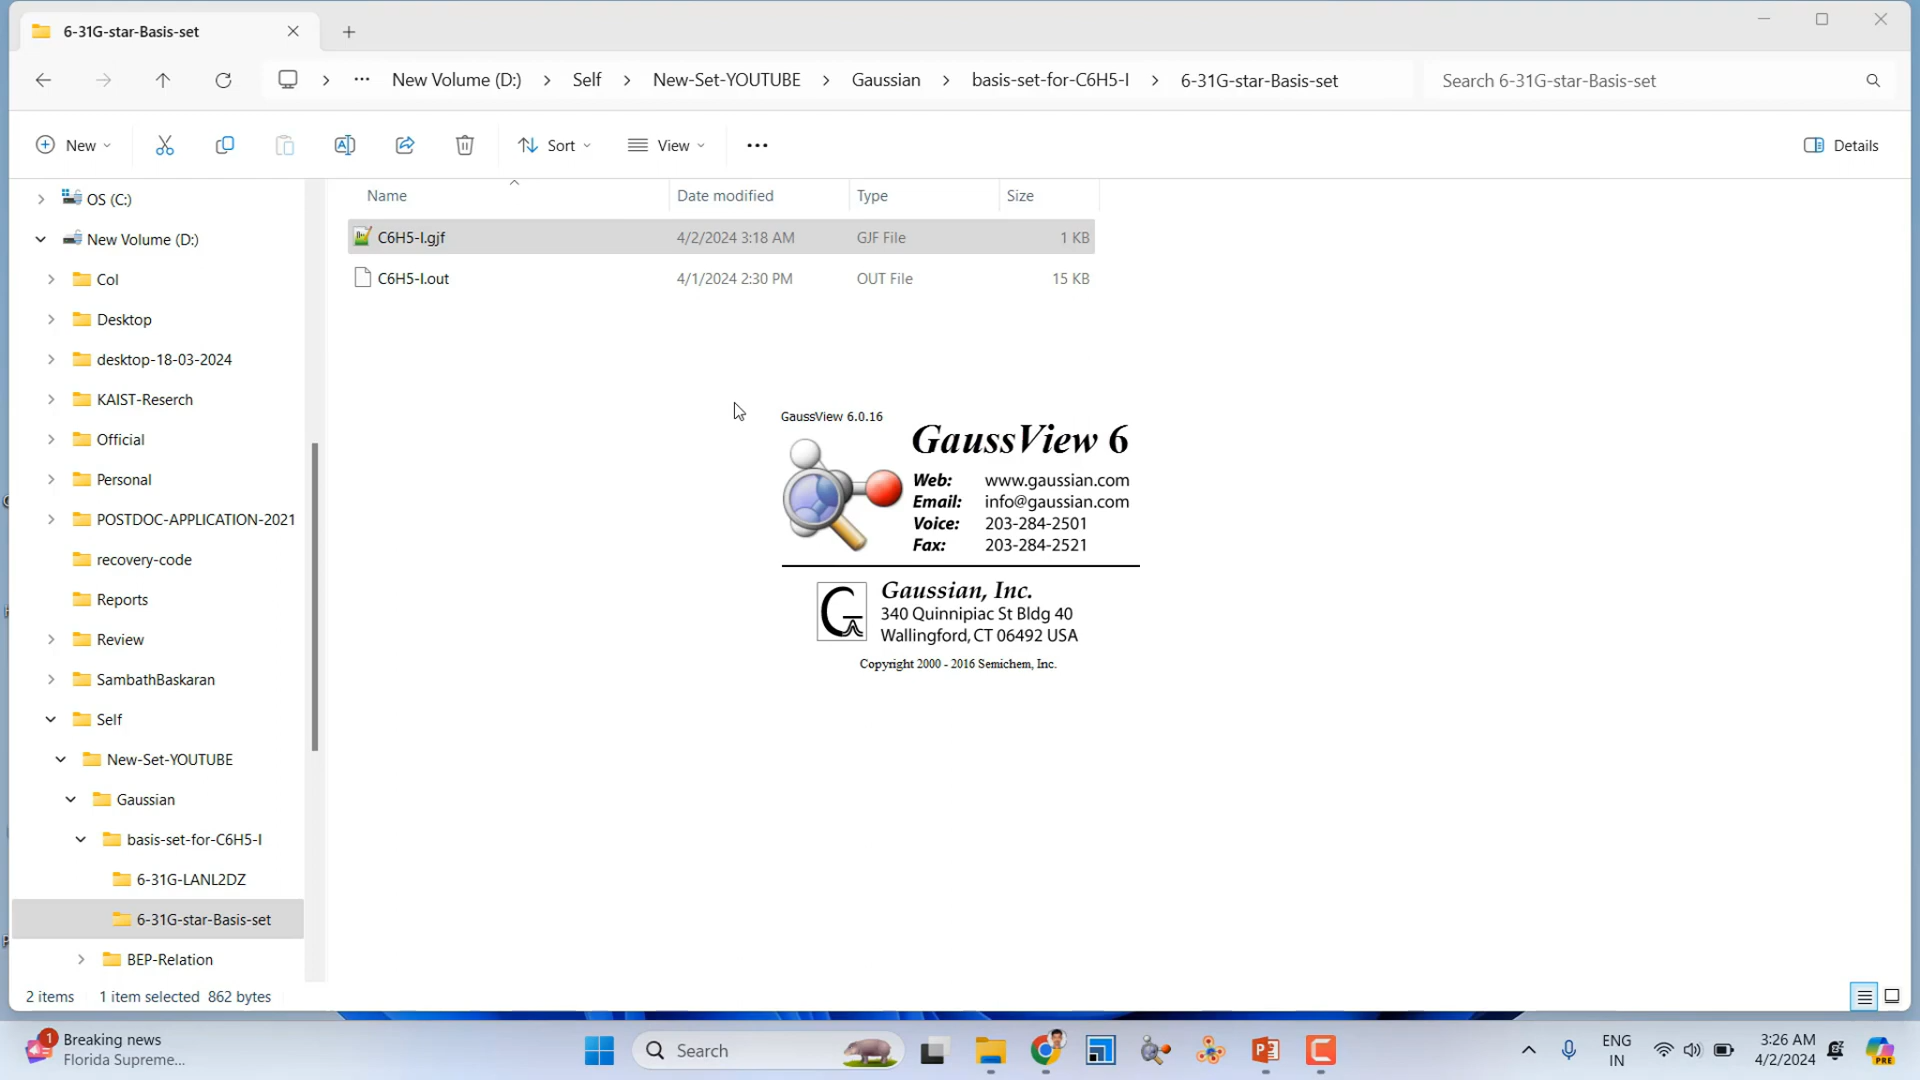 6-31G-star-Basis-set
... New Volume (D:) > Self > New-Set-YOUTUBE > Gaussian > basis-set-for-C6H5-I > 6-31G-star-Basis-set
Search 6-31G-star-Basis-set
New
Sort
View
Details
Name Date modified Type Size
C6H5-I.gjf 4/2/2024 3:18 AM GJF File 1 KB
C6H5-I.out 4/1/2024 2:30 PM OUT File 15 KB
OS (C:)
New Volume (D:)
Col
Desktop
desktop-18-03-2024
KAIST-Reserch
Official
Personal
POSTDOC-APPLICATION-2021
recovery-code
Reports
Review
SambathBaskaran
Self
New-Set-YOUTUBE
Gaussian
basis-set-for-C6H5-I
6-31G-LANL2DZ
6-31G-star-Basis-set
BEP-Relation
GaussView 6.0.16
GaussView 6
Web: www.gaussian.com
Email: info@gaussian.com
Voice: 203-284-2501
Fax: 203-284-2521
Gaussian, Inc.
340 Quinnipiac St Bldg 40
Wallingford, CT 06492 USA
Copyright 2000 - 2016 Semichem, Inc.
2 items 1 item selected 862 bytes
1
Breaking news
Florida Supreme...
Search
ENG
IN
3:26 AM
4/2/2024
PRE